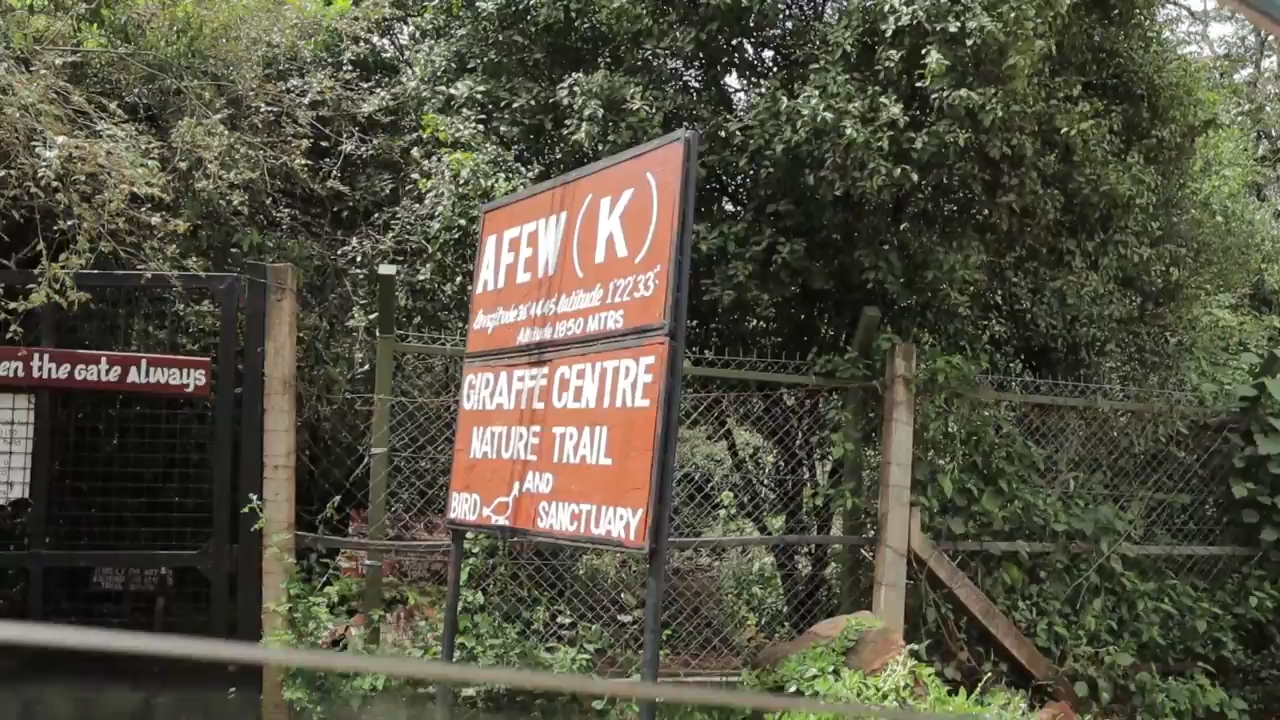 AFEW (K)
longitude 36°44'45 latitude 1°22'33"
Altitude 1850 MTRS
GIRAFFE CENTRE
NATURE TRAIL
AND
BIRD SANCTUARY
en the gate Always